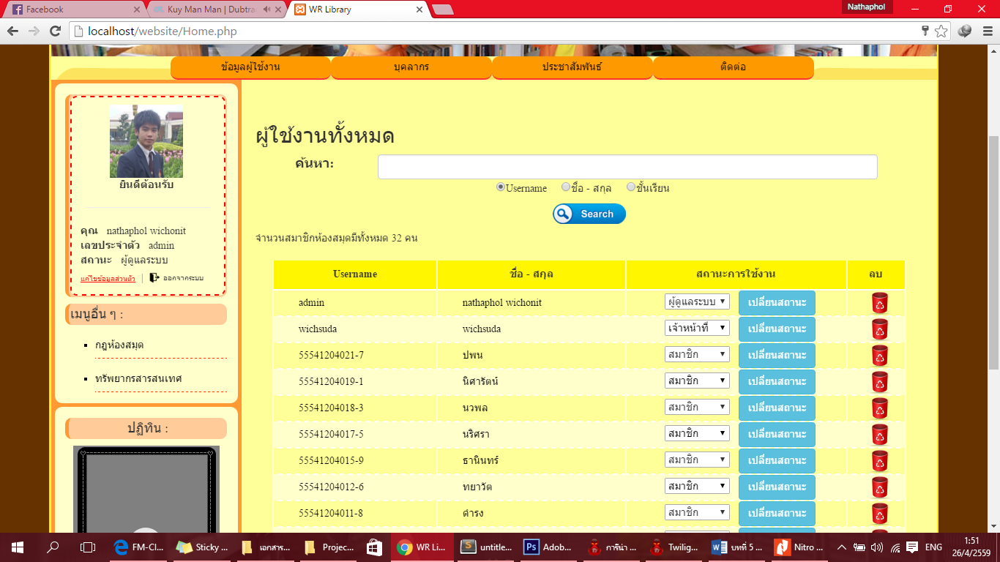 Facebook
Kuy Man Man | Dubtra
WR Library
Nathaphol
localhost/website/Home.php
ข้อมูลผู้ใช้งาน บุคลากร ประชาสัมพันธ์ ติดต่อ
ยินดีต้อนรับ
คุณ nathaphol wichonit
เลขประจำตัว admin
สถานะ ผู้ดูแลระบบ
แก้ไขข้อมูลส่วนตัว | ออกจากระบบ
เมนูอื่น ๆ :
กฎห้องสมุด
ทรัพยากรสารสนเทศ
ปฏิทิน :
ผู้ใช้งานทั้งหมด
ค้นหา:
Username ชื่อ - สกุล ชั้นเรียน
Search
จำนวนสมาชิกห้องสมุดมีทั้งหมด 32 คน
Username ชื่อ - สกุล สถานะการใช้งาน ลบ
admin nathaphol wichonit ผู้ดูแลระบบ เปลี่ยนสถานะ
wichsuda wichsuda เจ้าหน้าที่ เปลี่ยนสถานะ
55541204021-7 ปพน สมาชิก เปลี่ยนสถานะ
55541204019-1 นิศารัตน์ สมาชิก เปลี่ยนสถานะ
55541204018-3 นวพล สมาชิก เปลี่ยนสถานะ
55541204017-5 นริศรา สมาชิก เปลี่ยนสถานะ
55541204015-9 ธานินทร์ สมาชิก เปลี่ยนสถานะ
55541204012-6 ทยาวัต สมาชิก เปลี่ยนสถานะ
55541204011-8 ดำรง สมาชิก เปลี่ยนสถานะ
FM-Cl... Sticky ... เอกสาร... Projec... WR Li... untitle... Adob... การีน่า ... Twilig... บทที่ 5 ... Nitro ... ENG
1:51
26/4/2559